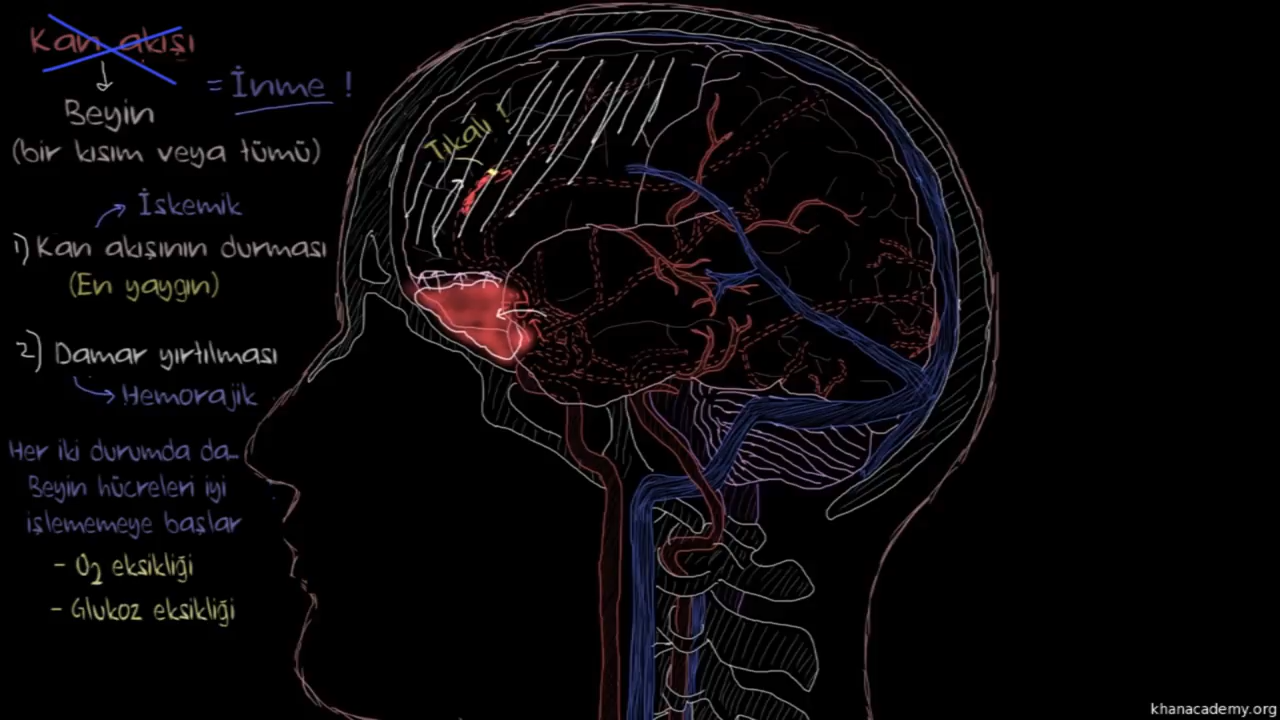 Kan akışı
Beyin
= İnme !
(bir kısım veya tümü)
İskemik
1) Kan akışının durması
(En yaygın)
2) Damar yırtılması
Hemorajik
Her iki durumda da...
Beyin hücreleri iyi
işlememeye başlar
- O₂ eksikliği
- Glukoz eksikliği
Tıkalı !
khanacademy.org